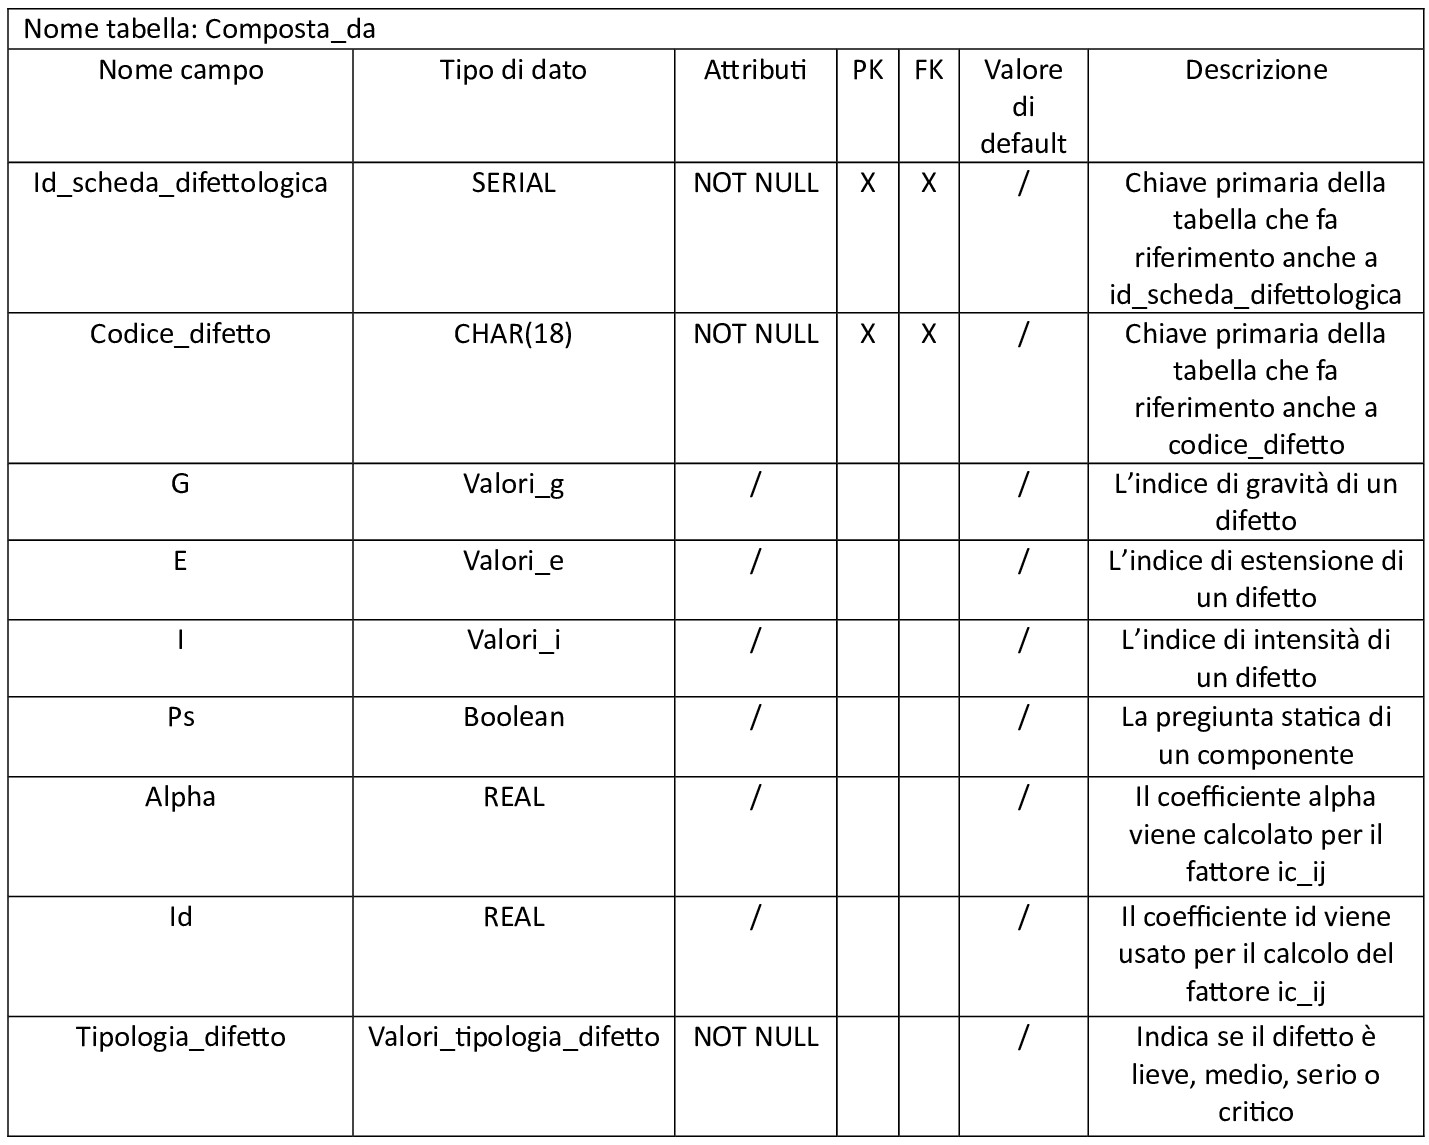 Nome tabella: Composta_da
Nome campo Tipo di dato Attributi PK FK Valore di default Descrizione
Id_scheda_difettologica SERIAL NOT NULL X X / Chiave primaria della
tabella che fa
riferimento anche a
id_scheda_difettologica
Codice_difetto CHAR(18) NOT NULL X X / Chiave primaria della
tabella che fa
riferimento anche a
codice_difetto
G Valori_g / / L’indice di gravità di un
difetto
E Valori_e / / L’indice di estensione di
un difetto
I Valori_i / / L’indice di intensità di
un difetto
Ps Boolean / / La pregiunta statica di
un componente
Alpha REAL / / Il coefficiente alpha
viene calcolato per il
fattore ic_ij
Id REAL / / Il coefficiente id viene
usato per il calcolo del
fattore ic_ij
Tipologia_difetto Valori_tipologia_difetto NOT NULL / Indica se il difetto è
lieve, medio, serio o
critico